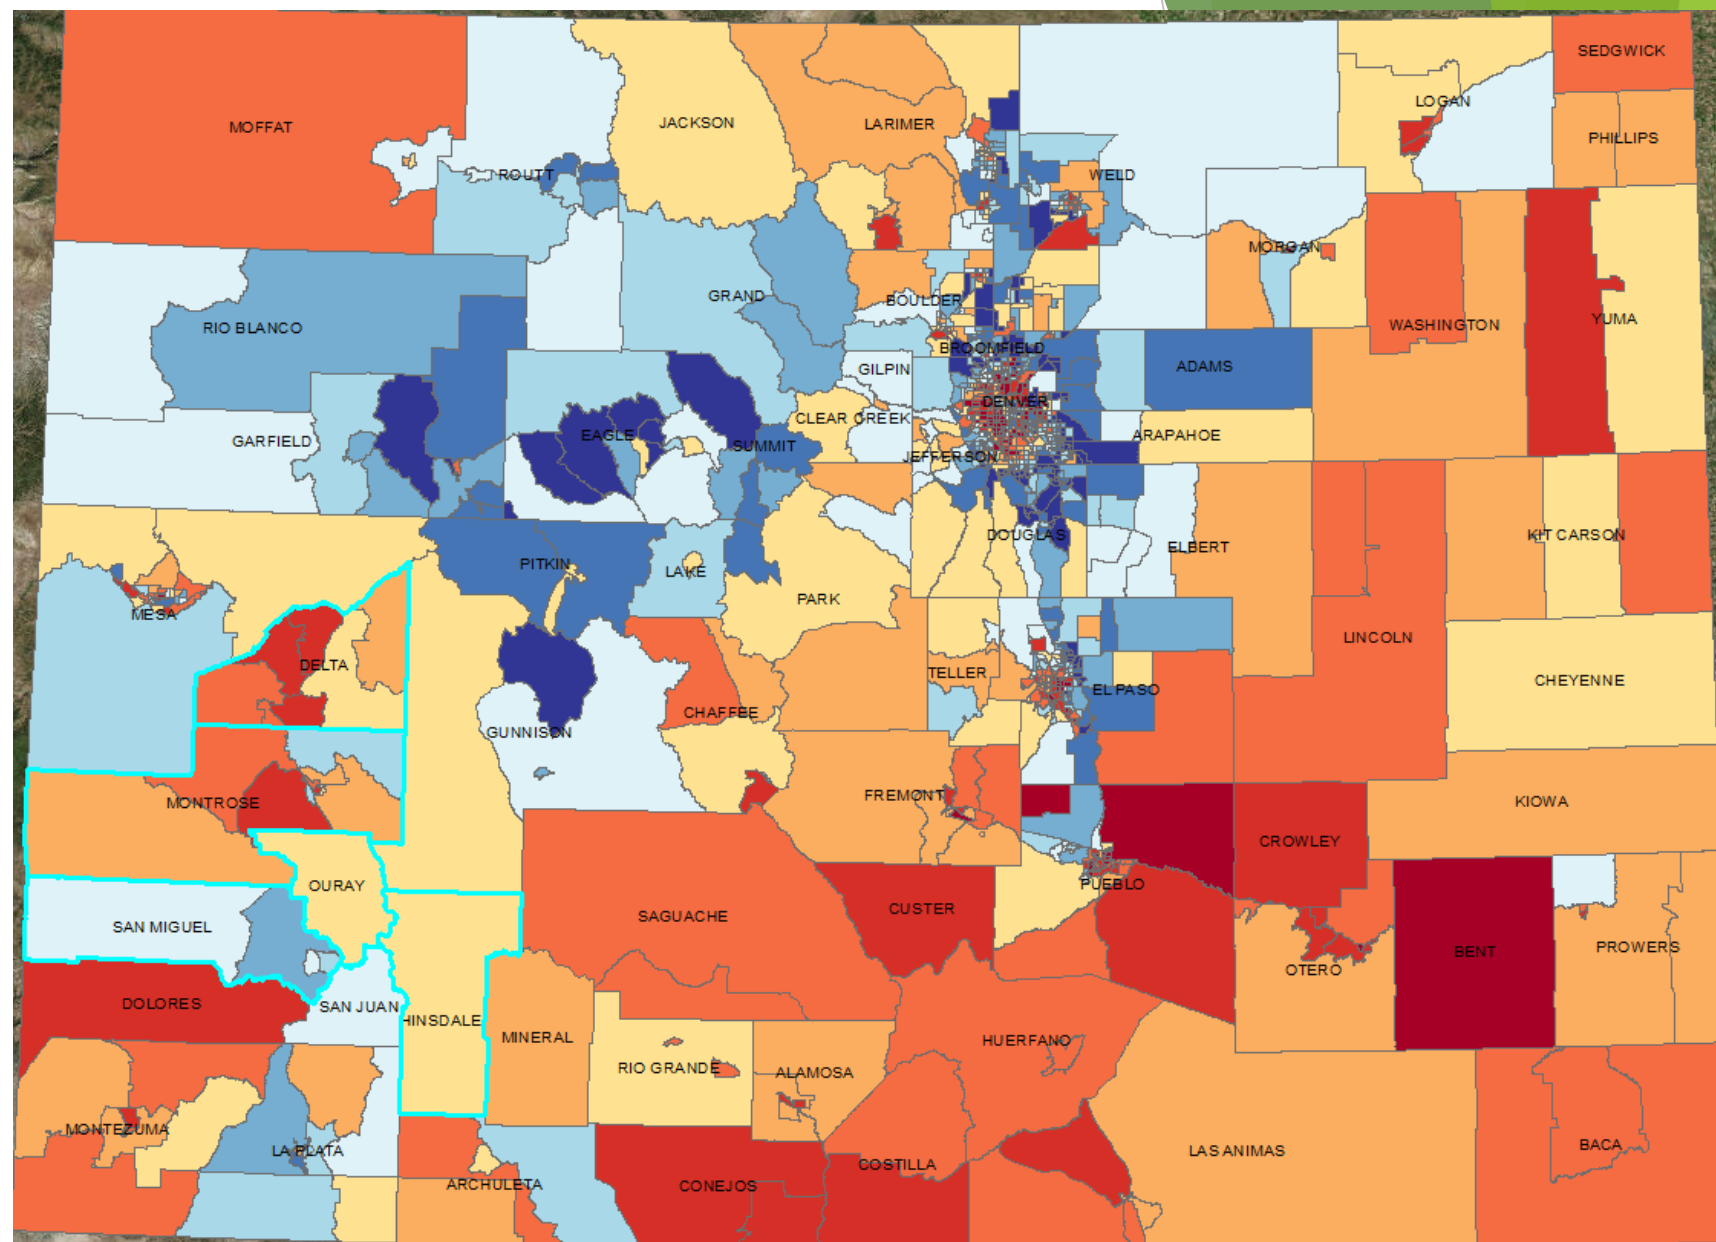 SEDGWICK
LOGAN
JACKSON
LARIMER
MOFFAT
PHILLIPS
ROUTT
WELD
MORGAN
GRAND
BOULDER
RIO BLANCO
WASHINGTON
YUMA
BROOMFIELD
GILPIN
ADAMS
DENVER
CLEAR CREEK
EAGLE
ARAPAHOE
GARFIELD
SUMMIT
JEFFERSON
DOUGLAS
KIT CARSON
ELBERT
PITKIN
LAKE
PARK
MESA
LINCOLN
DELTA
TELLER
CHEYENNE
EL PASO
CHAFFEE
GUNNISON
FREMONT
MONTROSE
KIOWA
CROWLEY
OURAY
PUEBLO
CUSTER
SAGUACHE
SAN MIGUEL
PROWERS
BENT
OTERO
DOLORES
SAN JUAN
HINSDALE
MINERAL
HUERFANO
RIO GRANDE
ALAMOSA
MONTEZUMA
BACA
LA PLATA
LAS ANIMAS
COSTILLA
ARCHULETA
CONEJOS